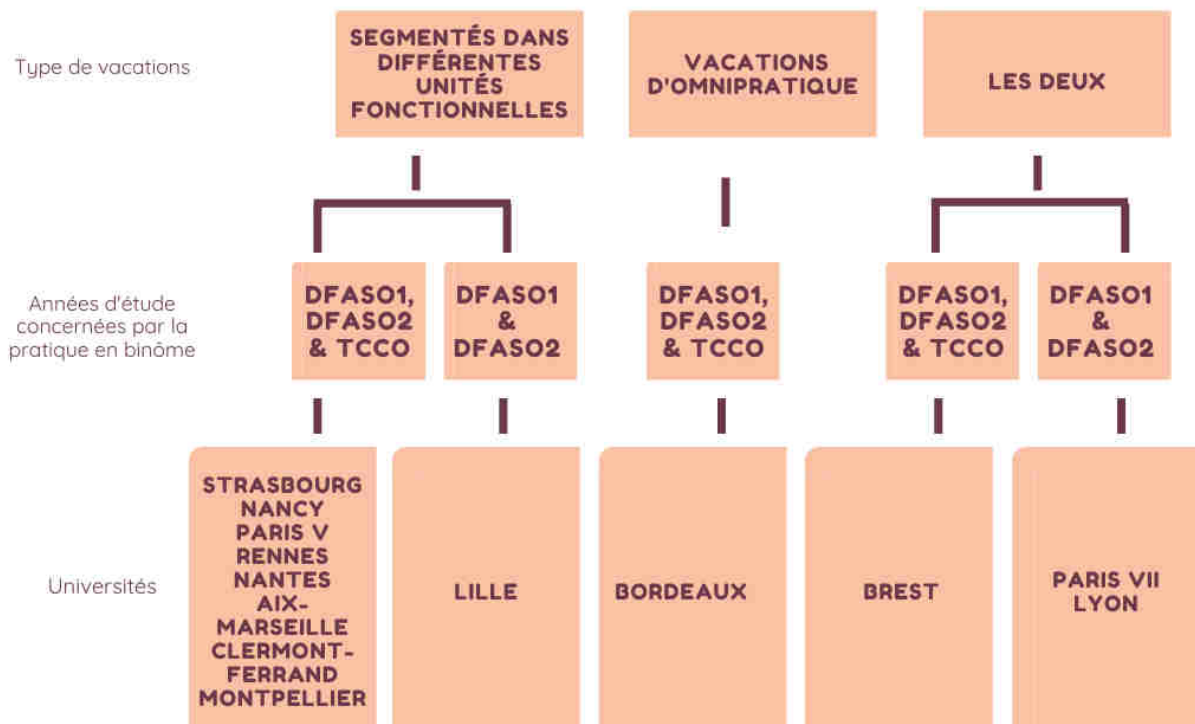 Type de vacations
SEGMENTÉS DANS
DIFFÉRENTES
UNITÉS
FONCTIONNELLES
VACATIONS
D'OMNIPRATIQUE
LES DEUX
Années d'étude
concernées par la
pratique en binôme
DFASO1,
DFASO2
& TCCO
DFASO1
&
DFASO2
DFASO1,
DFASO2
& TCCO
DFASO1,
DFASO2
& TCCO
DFASO1
&
DFASO2
Universités
STRASBOURG
NANCY
PARIS V
RENNES
NANTES
AIX-
MARSEILLE
CLERMONT-
FERRAND
MONTPELLIER
LILLE
BORDEAUX
BREST
PARIS VII
LYON